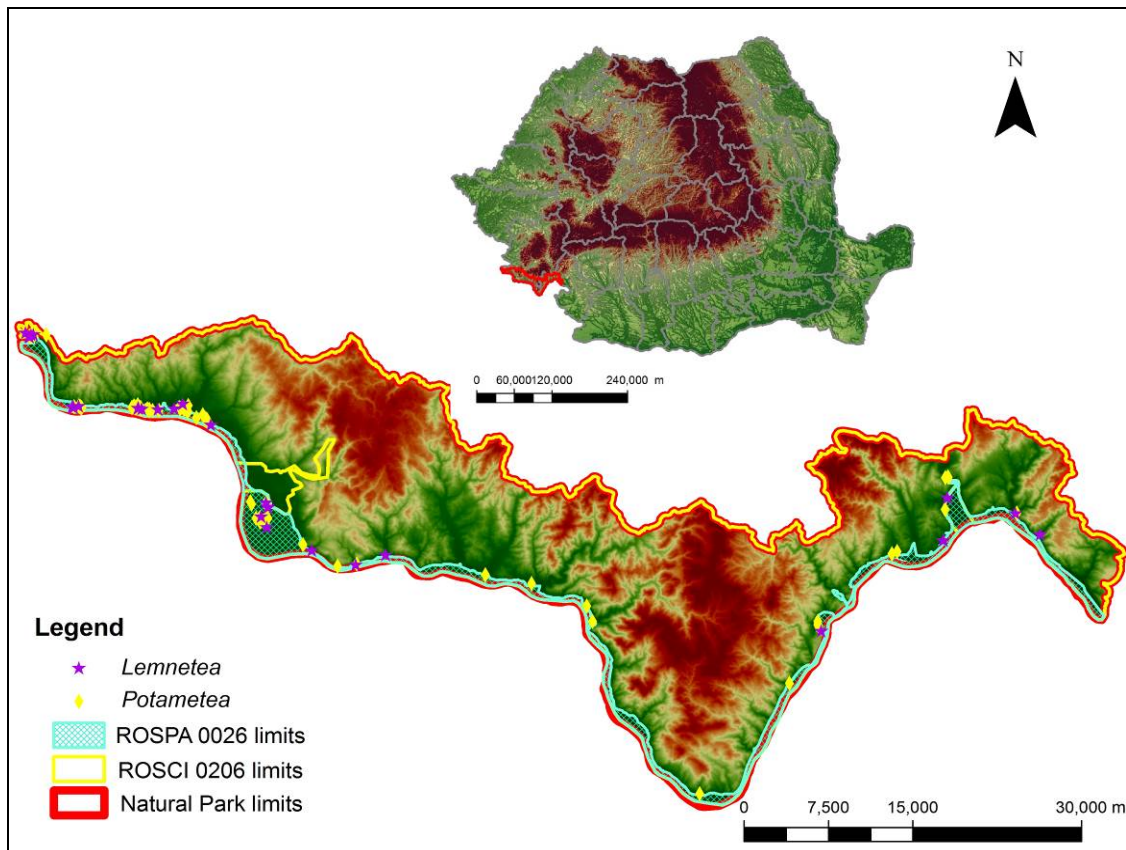 N
0 60,000120,000 240,000 m
Legend
Lemnetea
Potametea
ROSPA 0026 limits
ROSCI 0206 limits
Natural Park limits
0 7,500 15,000 30,000 m